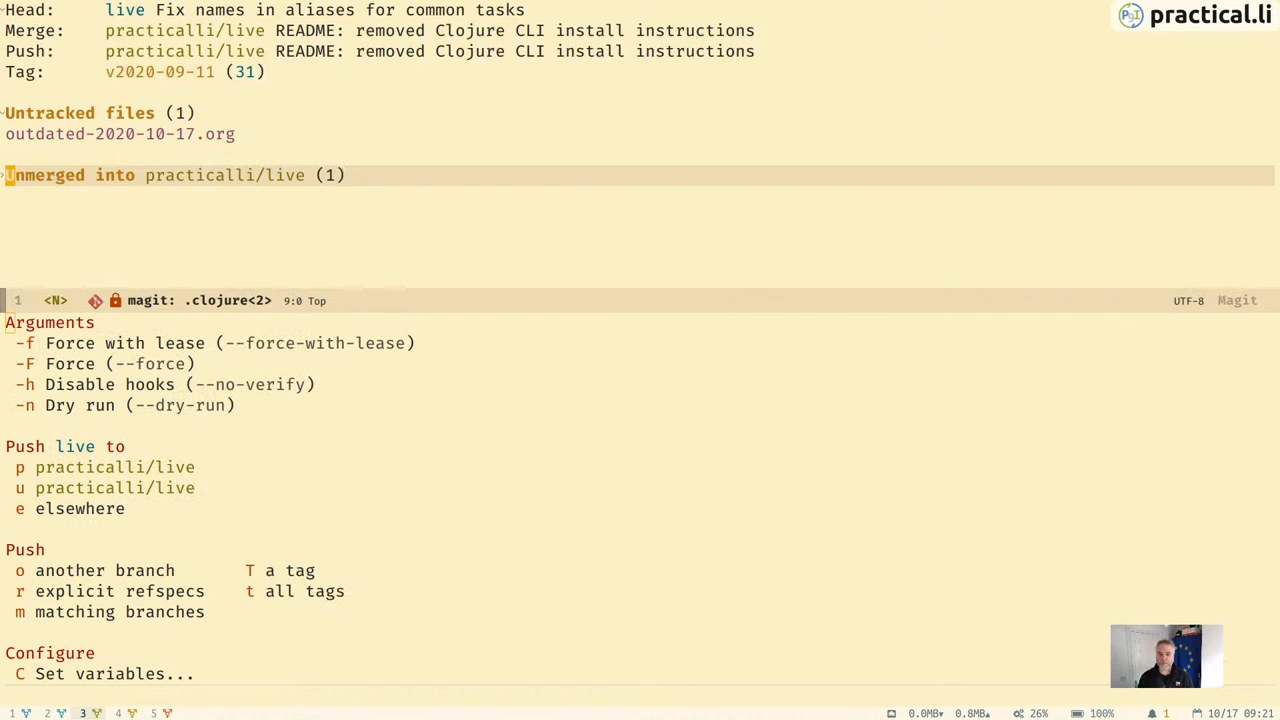 Head: live Fix names in aliases for common tasks
practical.li
Merge: practicalli/live README: removed Clojure CLI install instructions
Push: practicalli/live README: removed Clojure CLI install instructions
Tag: v2020-09-11 (31)
Untracked files (1)
outdated-2020-10-17.org
Unmerged into practicalli/live (1)
1 <N> magit: .clojure<2> 9:0 Top UTF-8 Magit
Arguments
-f Force with lease (--force-with-lease)
-F Force (--force)
-h Disable hooks (--no-verify)
-n Dry run (--dry-run)
Push live to
p practicalli/live
u practicalli/live
e elsewhere
Push
o another branch T a tag
r explicit refspecs t all tags
m matching branches
Configure
C Set variables...
1 2 3 4 5 0.0MB▾ 0.8MB▴ 26% 100% 1 10/17 09:21